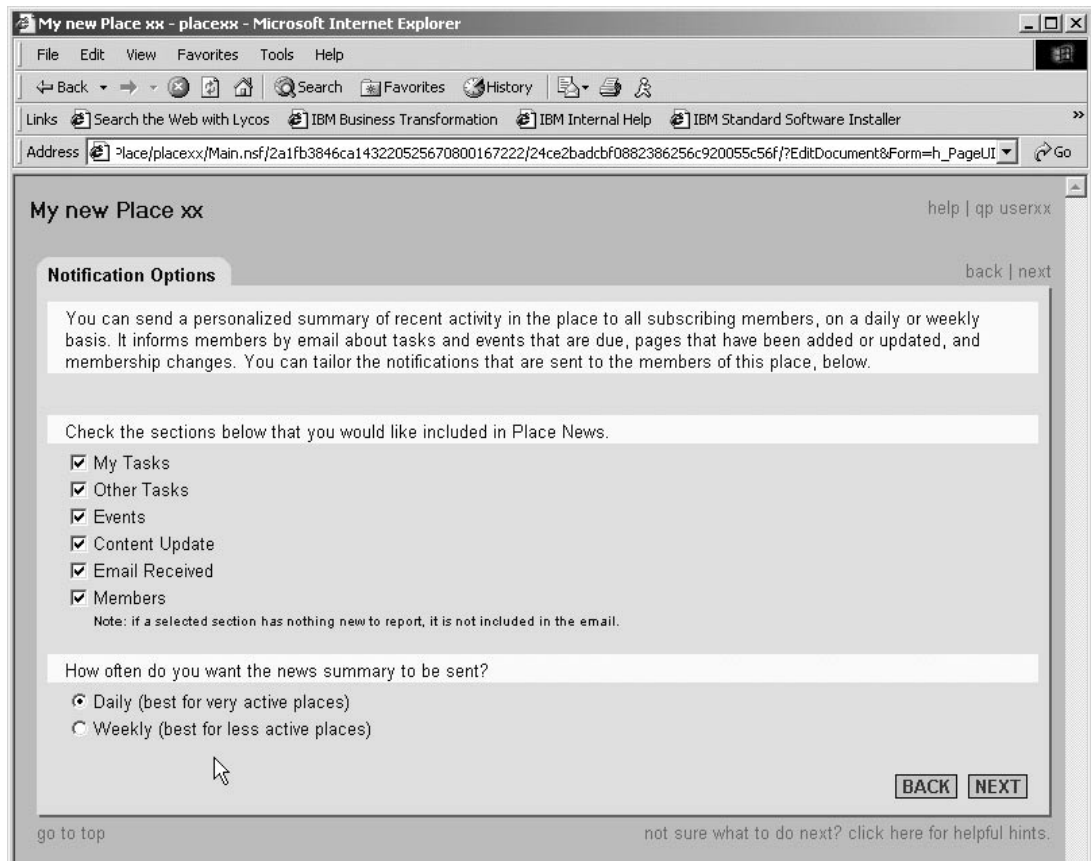 My new Place xx - placexx - Microsoft Internet Explorer
File Edit View Favorites Tools Help
Back Search Favorites History
Links Search the Web with Lycos IBM Business Transformation IBM Internal Help IBM Standard Software Installer »
Address Place/placexx/Main.nsf/2a1fb3846ca143220525670800167222/24ce2badcbf0882386256c920055c56f/?EditDocument&Form=h_PageUI Go
My new Place xx help | qp userxx
Notification Options back | next
You can send a personalized summary of recent activity in the place to all subscribing members, on a daily or weekly
basis. It informs members by email about tasks and events that are due, pages that have been added or updated, and
membership changes. You can tailor the notifications that are sent to the members of this place, below.
Check the sections below that you would like included in Place News.
My Tasks
Other Tasks
Events
Content Update
Email Received
Members
Note: if a selected section has nothing new to report, it is not included in the email.
How often do you want the news summary to be sent?
Daily (best for very active places)
Weekly (best for less active places)
BACK NEXT
go to top not sure what to do next? click here for helpful hints.